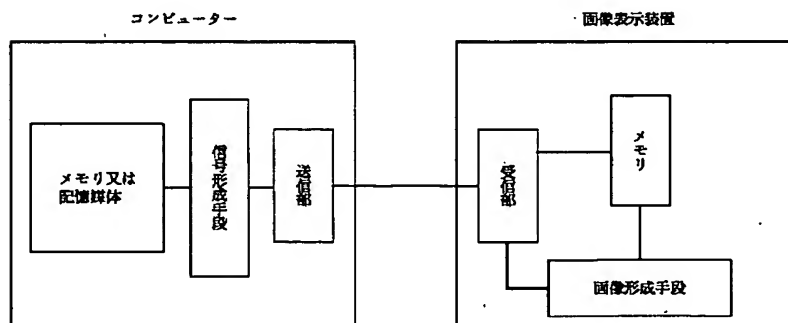 コンピューター
画像表示装置
メモリ又は
記憶媒体
信号形成手段
送信部
受信部
メモリ
画像形成手段